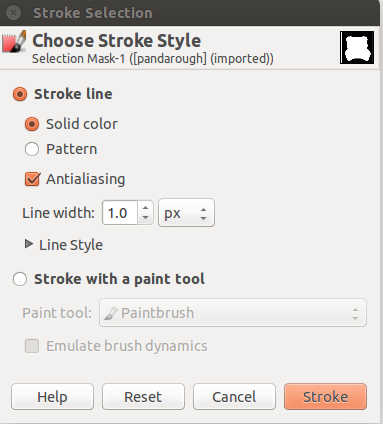 Stroke Selection
Choose Stroke Style
Selection Mask-1 ([pandarough] (imported))
Stroke line
Solid color
Pattern
Antialiasing
Line width: 1.0 px
Line Style
Stroke with a paint tool
Paint tool: Paintbrush
Emulate brush dynamics
Help Reset Cancel Stroke